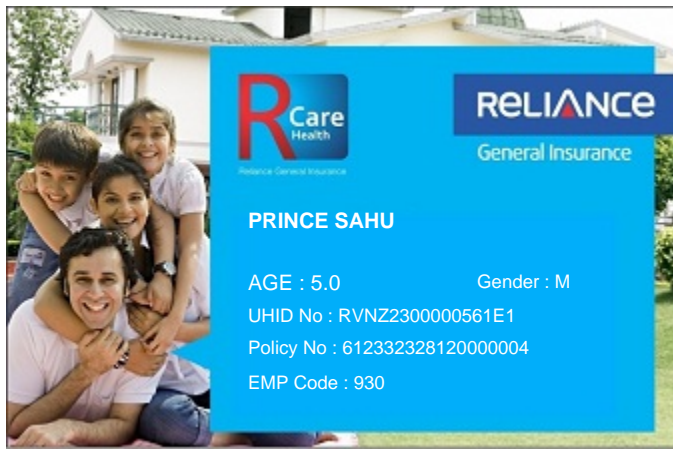 R Care
Health
Reliance General Insurance
RELIANCE
General Insurance
PRINCE SAHU
AGE : 5.0 Gender : M
UHID No : RVNZ2300000561E1
Policy No : 612332328120000004
EMP Code : 930